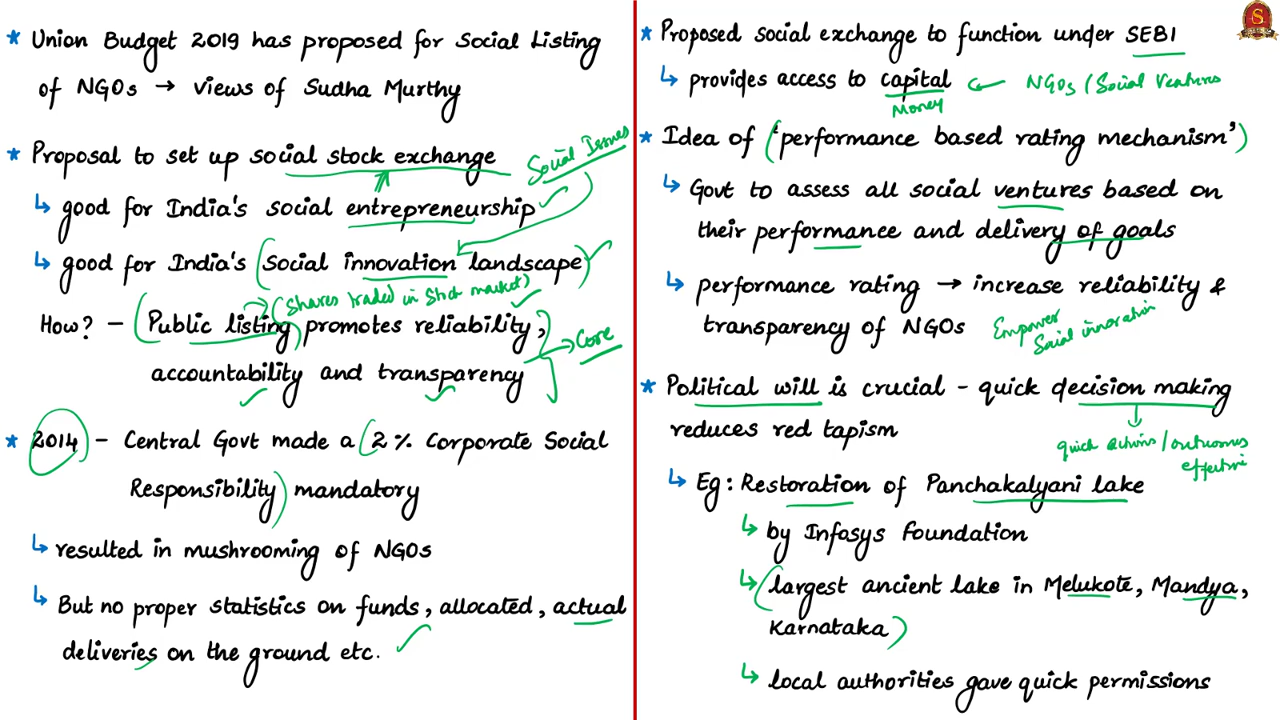 * Union Budget 2019 has proposed for Social Listing
of NGOs → views of Sudha Murthy
* Proposal to set up social stock exchange
Social Issues
↳ good for India's social entrepreneurship
↳ good for India's (Social innovation landscape)
(Shares traded in Stock market)
How? - (Public listing) promotes reliability,
→ Core
accountability and transparency
* 2014 - Central Govt made a (2% Corporate Social
Responsibility) mandatory
↳ resulted in mushrooming of NGOs
↳ But no proper statistics on funds, allocated, actual
deliveries on the ground etc.
* Proposed social exchange to function under SEBI
↳ provides access to capital ← NGOs / Social Ventures
Money
* Idea of ('performance based rating mechanism')
↳ Govt to assess all social ventures based on
their performance and delivery of goals
↳ performance rating → increase reliability &
transparency of NGOs
Empower
Social innovation
* Political will is crucial - quick decision making
reduces red tapism
quick actions / outcomes
effective
↳ Eg: Restoration of Panchakalyani lake
↳ by Infosys foundation
↳ (largest ancient lake in Melukote, Mandya,
Karnataka)
↳ local authorities gave quick permissions